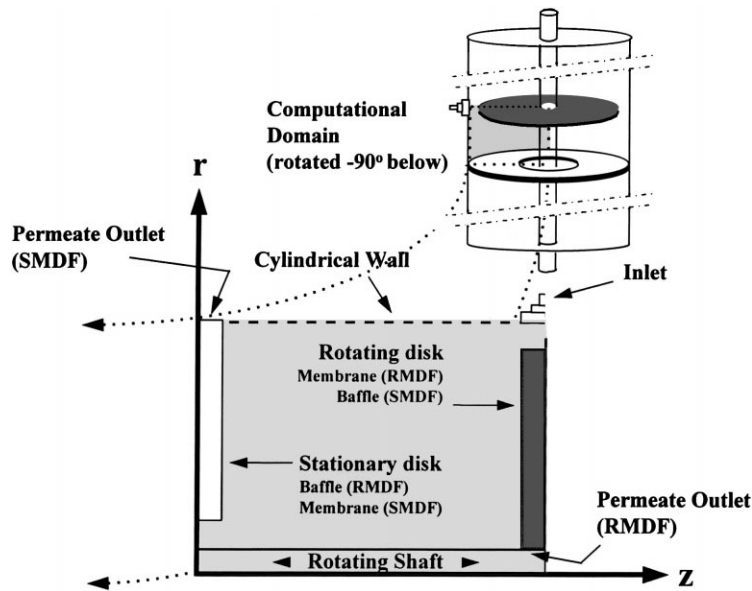 Computational
Domain
(rotated -90º below)
r
Permeate Outlet
(SMDF)
Cylindrical Wall
Inlet
Rotating disk
Membrane (RMDF)
Baffle (SMDF)
Stationary disk
Baffle (RMDF)
Membrane (SMDF)
Permeate Outlet
(RMDF)
Rotating Shaft
z